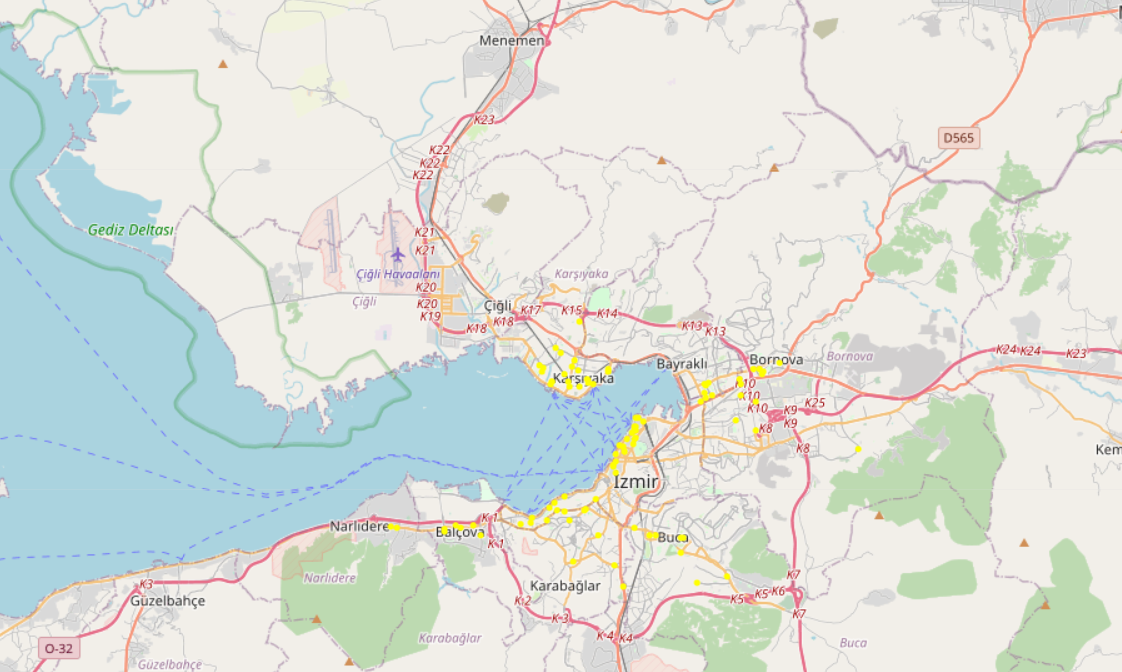 Menemen
K23
D565
K22
K22
K22
Gediz Deltası
K21
K21
Çiğli Havaalanı
Karşıyaka
K20
Çiğli
K20
Çiğli
K17
K15
K14
K19
K18
K18
K13
K13
Bayraklı
Bornova
Bornova
K24
K24
K23
Karşıyaka
K10
K10
K10
K9
K25
K9
K8
K8
Kem
Izmir
K1
Narlıdere
Balçova
K1
Buca
Narlıdere
K3
Güzelbahçe
Karabağlar
K2
K3
K4
K4
K5
K5
K6
K7
K7
Karabağlar
Buca
O-32
Güzelbahçe